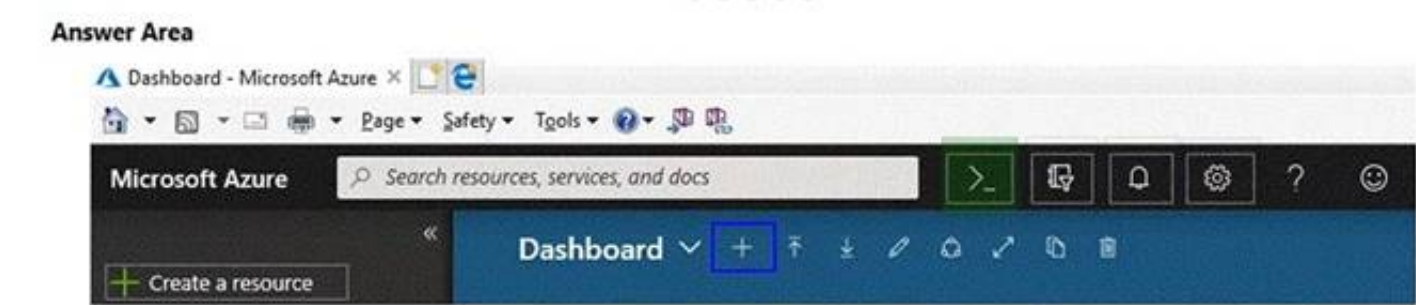 Answer Area
Dashboard - Microsoft Azure ×
Page Safety Tools
Microsoft Azure Search resources, services, and docs >_ ?
« Dashboard +
+ Create a resource